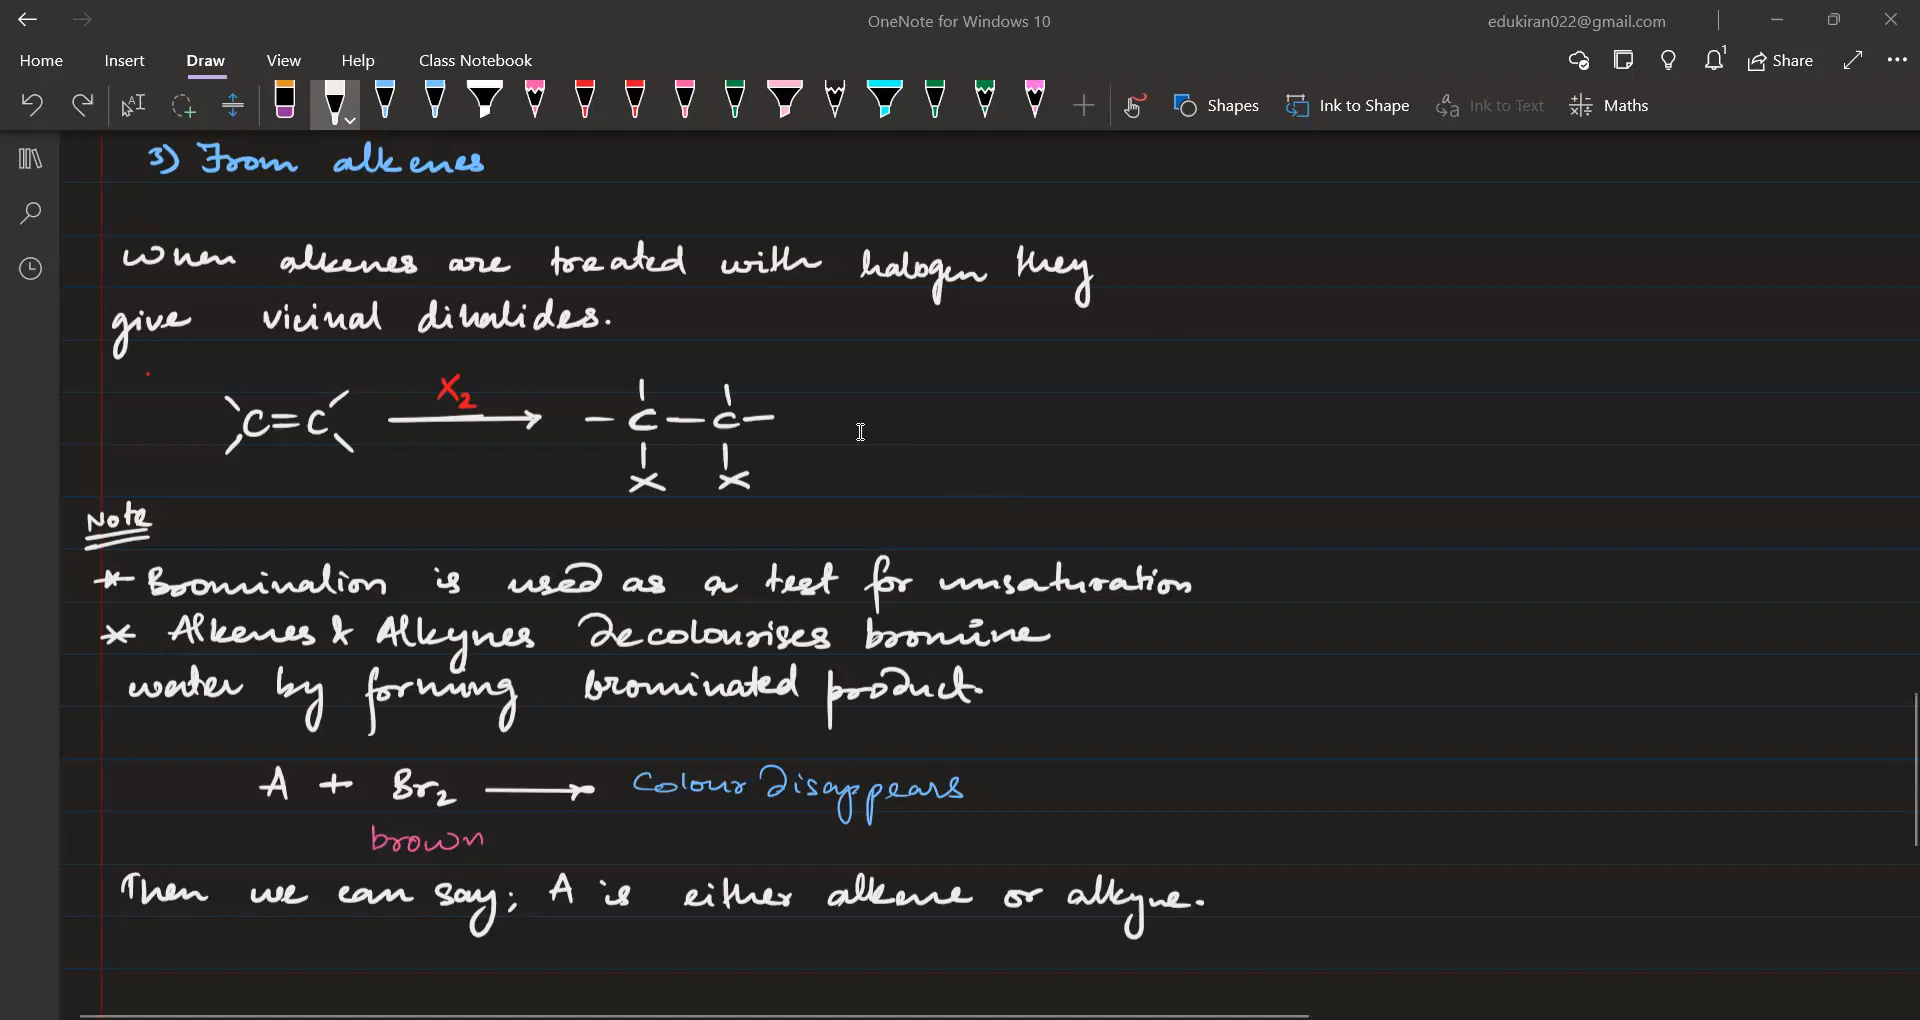 OneNote for Windows 10
edukiran022@gmail.com
Home Insert Draw View Help Class Notebook
1
Share
Shapes Ink to Shape Ink to Text Maths
3) From alkenes
When alkenes are treated with halogen they
give vicinal dihalides.
X₂
C=C ⟶ -C-C-
X X
Note
* Bromination is used as a test for unsaturation
* Alkenes & Alkynes decolourises bromine
water by forming brominated product.
A + Br₂ ⟶ Colour disappears
brown
Then we can say; A is either alkene or alkyne.